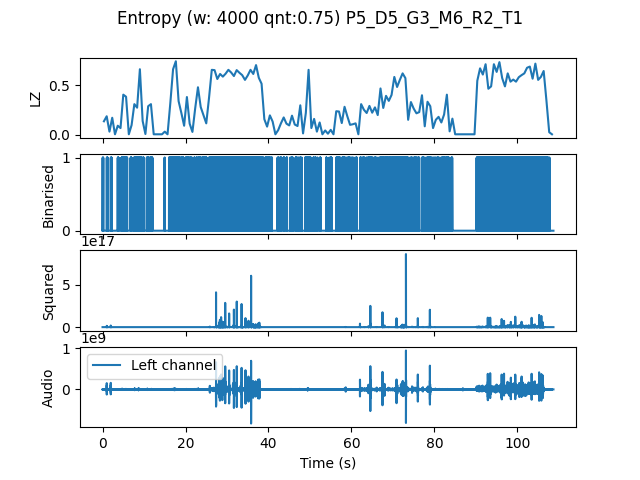 Entropy (w: 4000 qnt:0.75) P5_D5_G3_M6_R2_T1
LZ
0.5
0.0
Binarised
1
0
1e17
Squared
5
0
1e9
Audio
1
0
Left channel
0 20 40 60 80 100
Time (s)